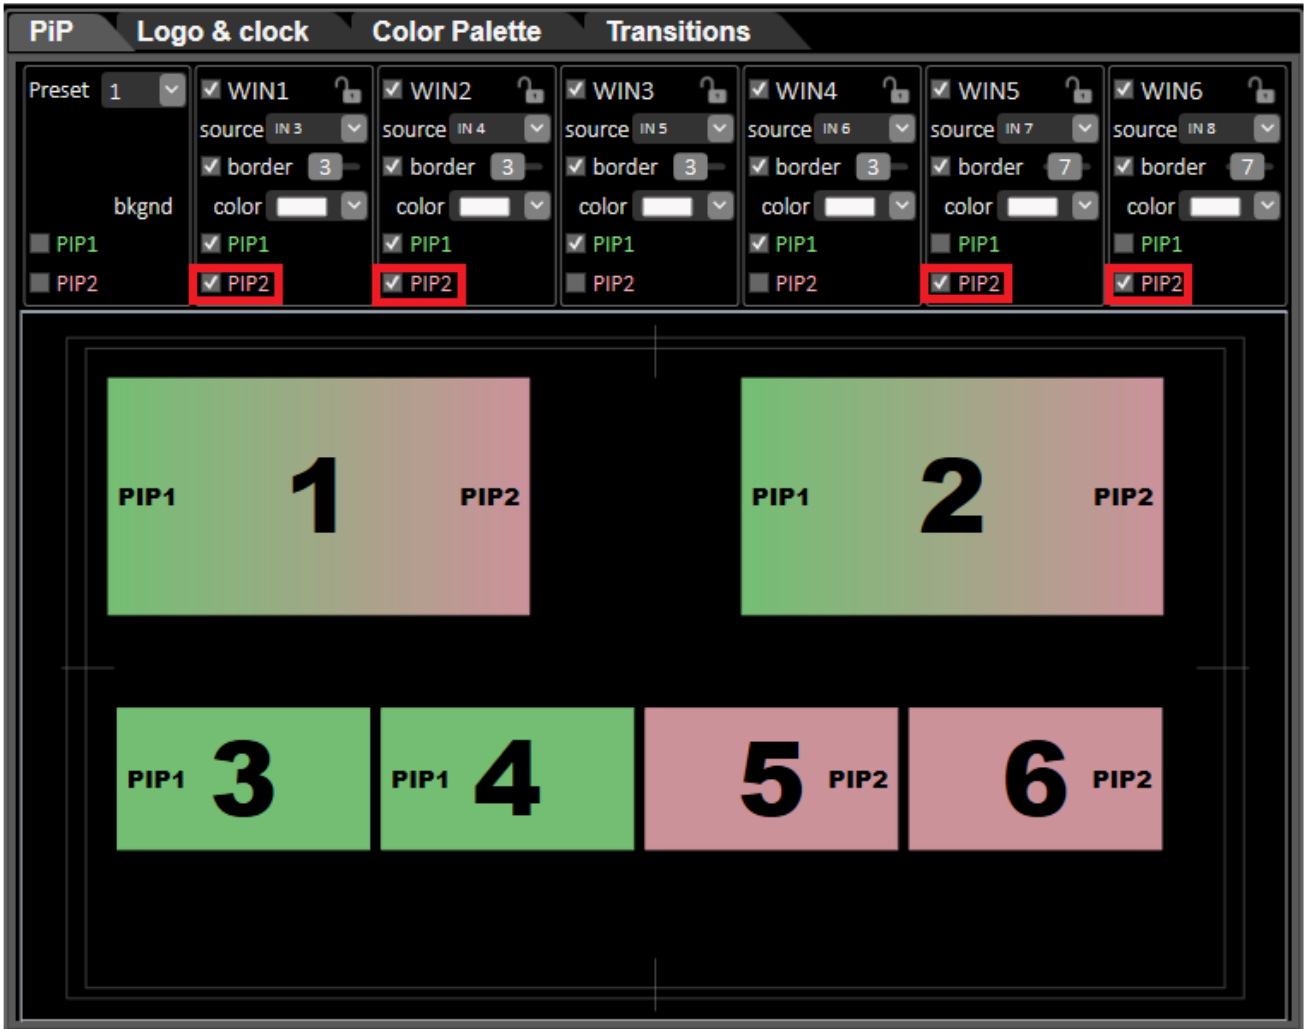 PiP Logo & clock Color Palette Transitions
Preset 1 WIN1 WIN2 WIN3 WIN4 WIN5 WIN6
source IN 3 source IN 4 source IN 5 source IN 6 source IN 7 source IN 8
border 3 border 3 border 3 border 3 border 7 border 7
bkgnd color color color color color color
PIP1 PIP1 PIP1 PIP1 PIP1 PIP1 PIP1
PIP2 PIP2 PIP2 PIP2 PIP2 PIP2 PIP2
PIP1 1 PIP2 PIP1 2 PIP2
PIP1 3 PIP1 4 5 PIP2 6 PIP2